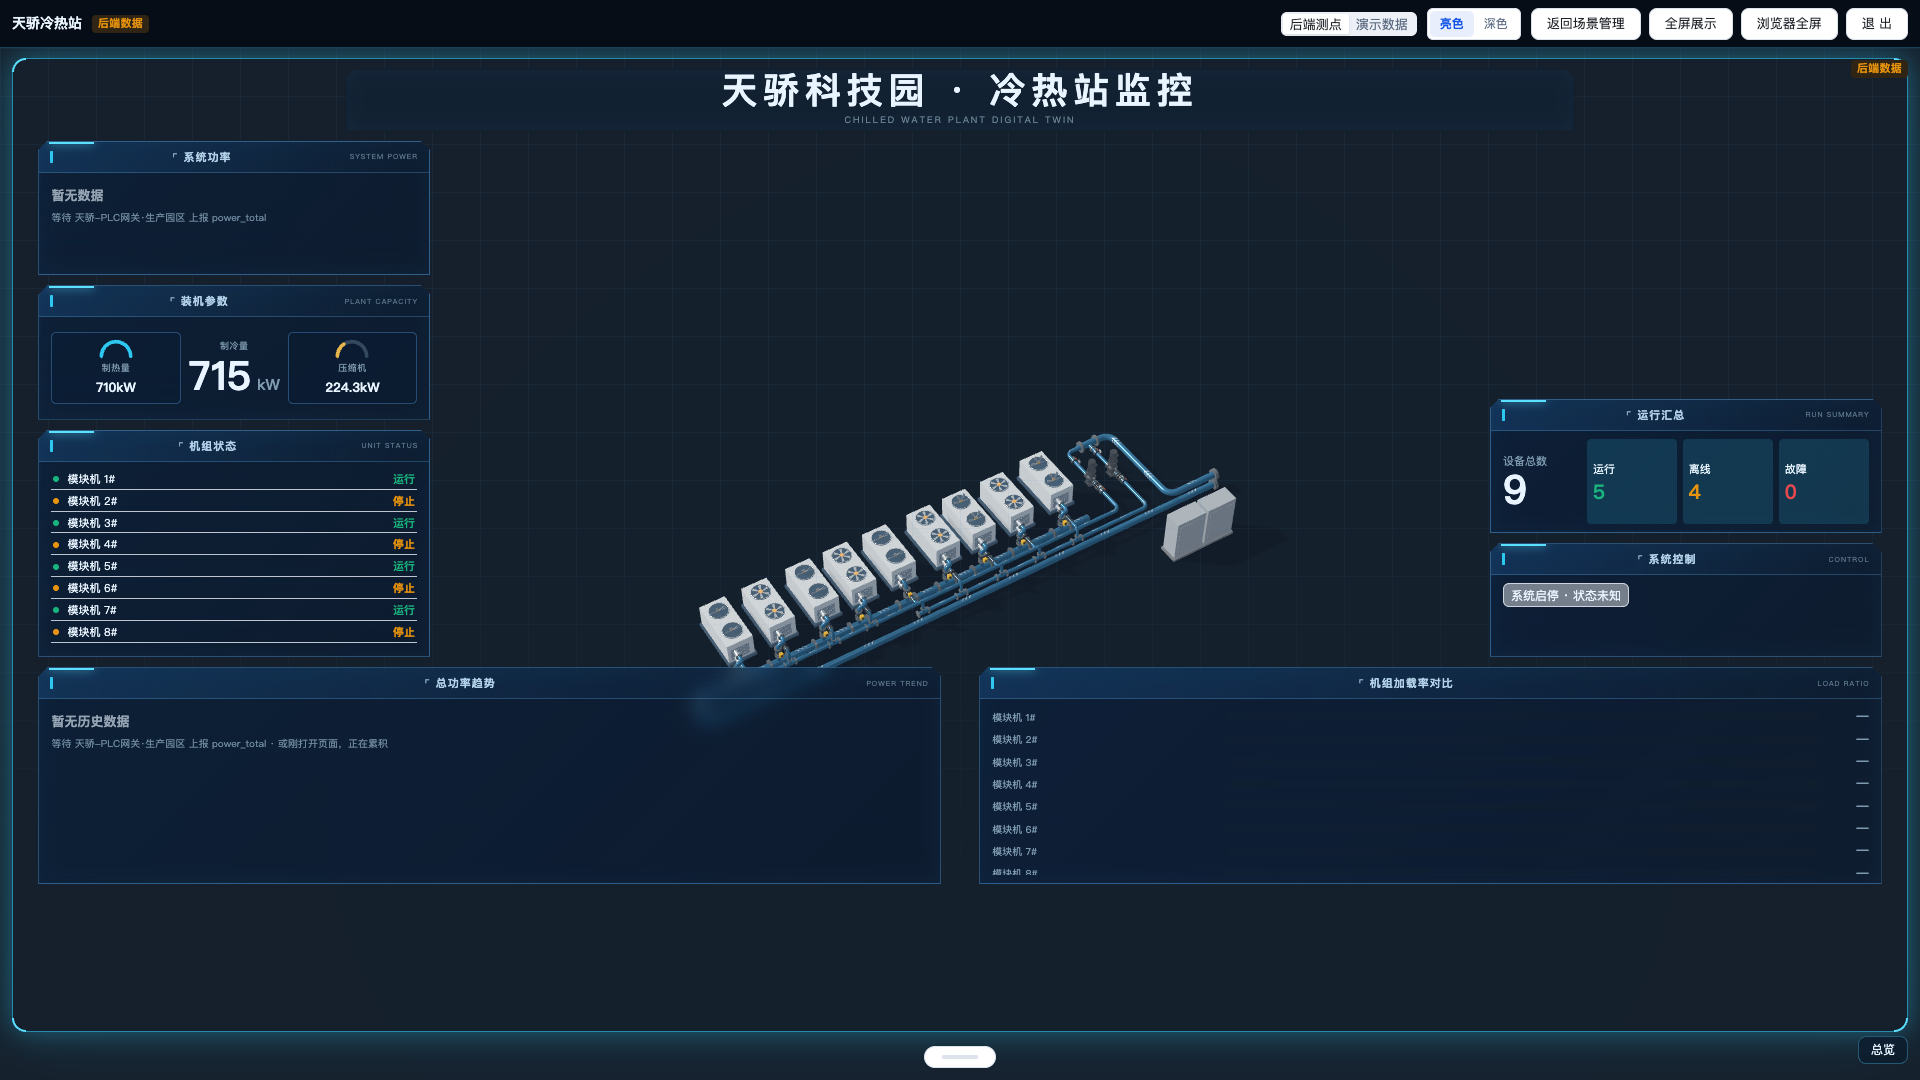 天骄冷热站
后端数据
后端测点 演示数据
亮色 深色
返回场景管理
全屏展示
浏览器全屏
退 出
后端数据
天骄科技园 · 冷热站监控
CHILLED WATER PLANT DIGITAL TWIN
「 系统功率
SYSTEM POWER
暂无数据
等待 天骄-PLC网关·生产园区 上报 power_total
「 装机参数
PLANT CAPACITY
制热量
710kW
制冷量
715 kW
压缩机
224.3kW
「 机组状态
UNIT STATUS
模块机 1# 运行
模块机 2# 停止
模块机 3# 运行
模块机 4# 停止
模块机 5# 运行
模块机 6# 停止
模块机 7# 运行
模块机 8# 停止
「 运行汇总
RUN SUMMARY
设备总数
9
运行
5
离线
4
故障
0
「 系统控制
CONTROL
系统启停 · 状态未知
「 总功率趋势
POWER TREND
暂无历史数据
等待 天骄-PLC网关·生产园区 上报 power_total · 或刚打开页面，正在累积
「 机组加载率对比
LOAD RATIO
模块机 1# —
模块机 2# —
模块机 3# —
模块机 4# —
模块机 5# —
模块机 6# —
模块机 7# —
模块机 8# —
总览